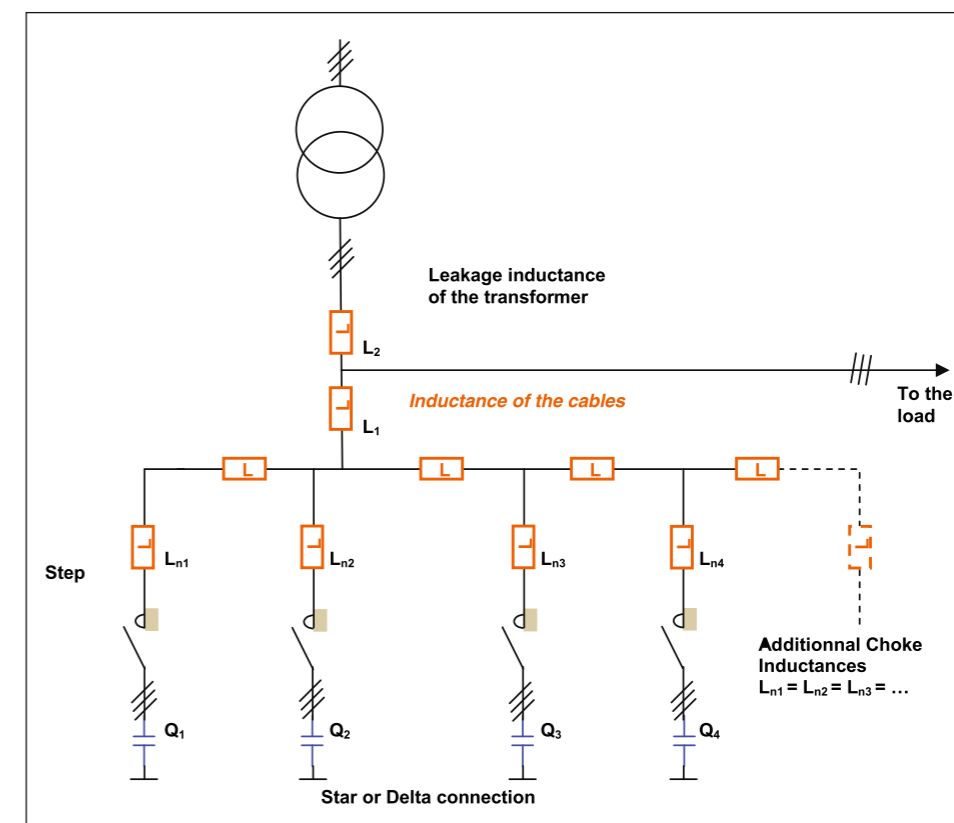 Leakage inductance
of the transformer
L2
Inductance of the cables
To the
load
L1
L
L
L
L
Step
Ln1
Ln2
Ln3
Ln4
L
L
L
L
L
L
L
Additionnal Choke
Inductances
Ln1 = Ln2 = Ln3 = ...
Q1
Q2
Q3
Q4
Star or Delta connection